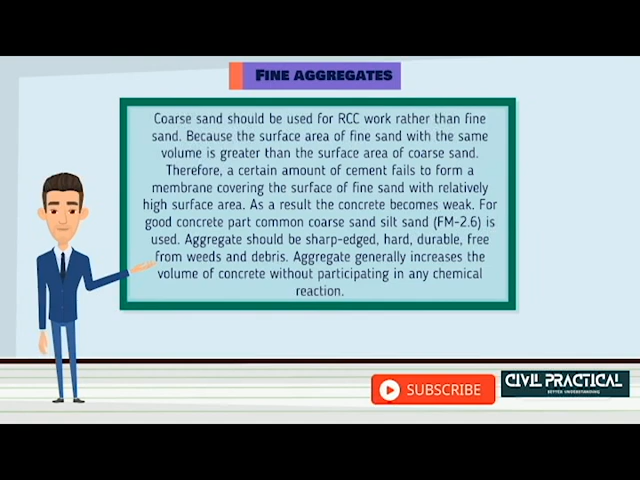 FINE AGGREGATES
Coarse sand should be used for RCC work rather than fine
sand. Because the surface area of fine sand with the same
volume is greater than the surface area of coarse sand.
Therefore, a certain amount of cement fails to form a
membrane covering the surface of fine sand with relatively
high surface area. As a result the concrete becomes weak. For
good concrete part common coarse sand silt sand (FM-2.6) is
used. Aggregate should be sharp-edged, hard, durable, free
from weeds and debris. Aggregate generally increases the
volume of concrete without participating in any chemical
reaction.
SUBSCRIBE
CIVIL PRACTICAL
BETTER UNDERSTANDING